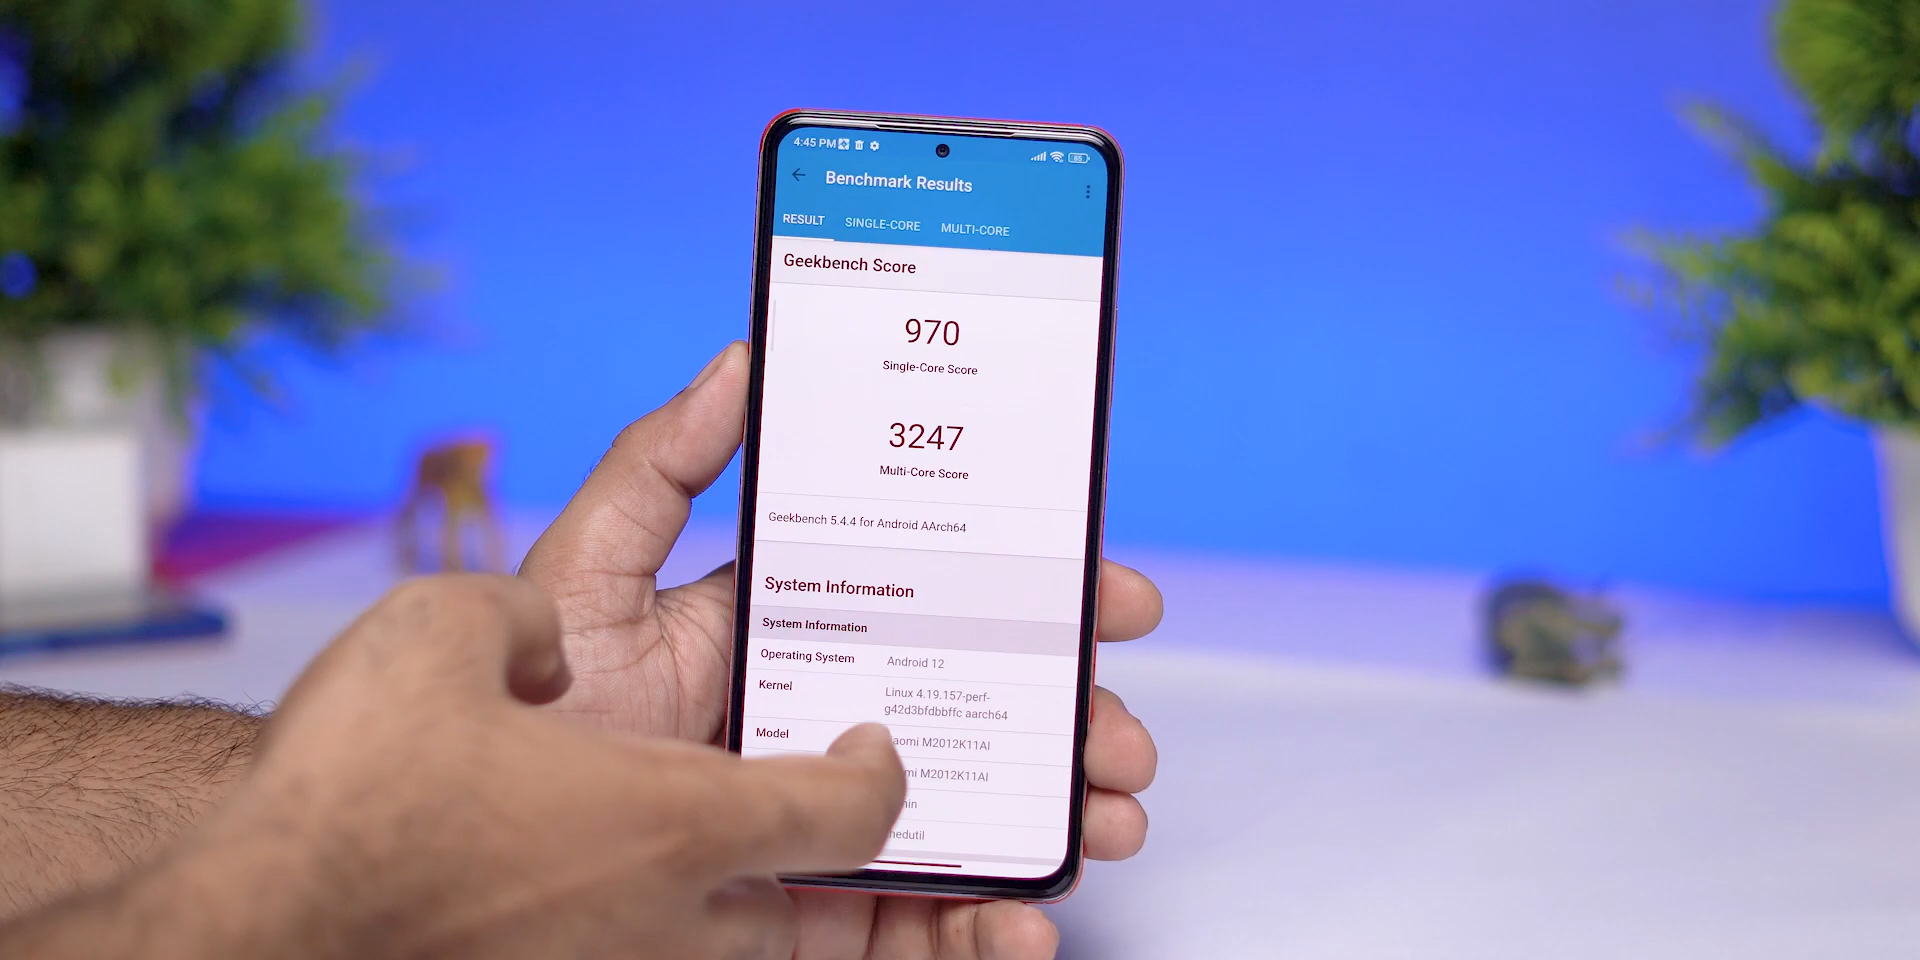 4:45 PM
85
Benchmark Results
RESULT SINGLE-CORE MULTI-CORE
Geekbench Score
970
Single-Core Score
3247
Multi-Core Score
Geekbench 5.4.4 for Android AArch64
System Information
System Information
Operating System Android 12
Kernel Linux 4.19.157-perf-
g42d3bfdbbffc aarch64
Model aomi M2012K11AI
mi M2012K11AI
hedutil